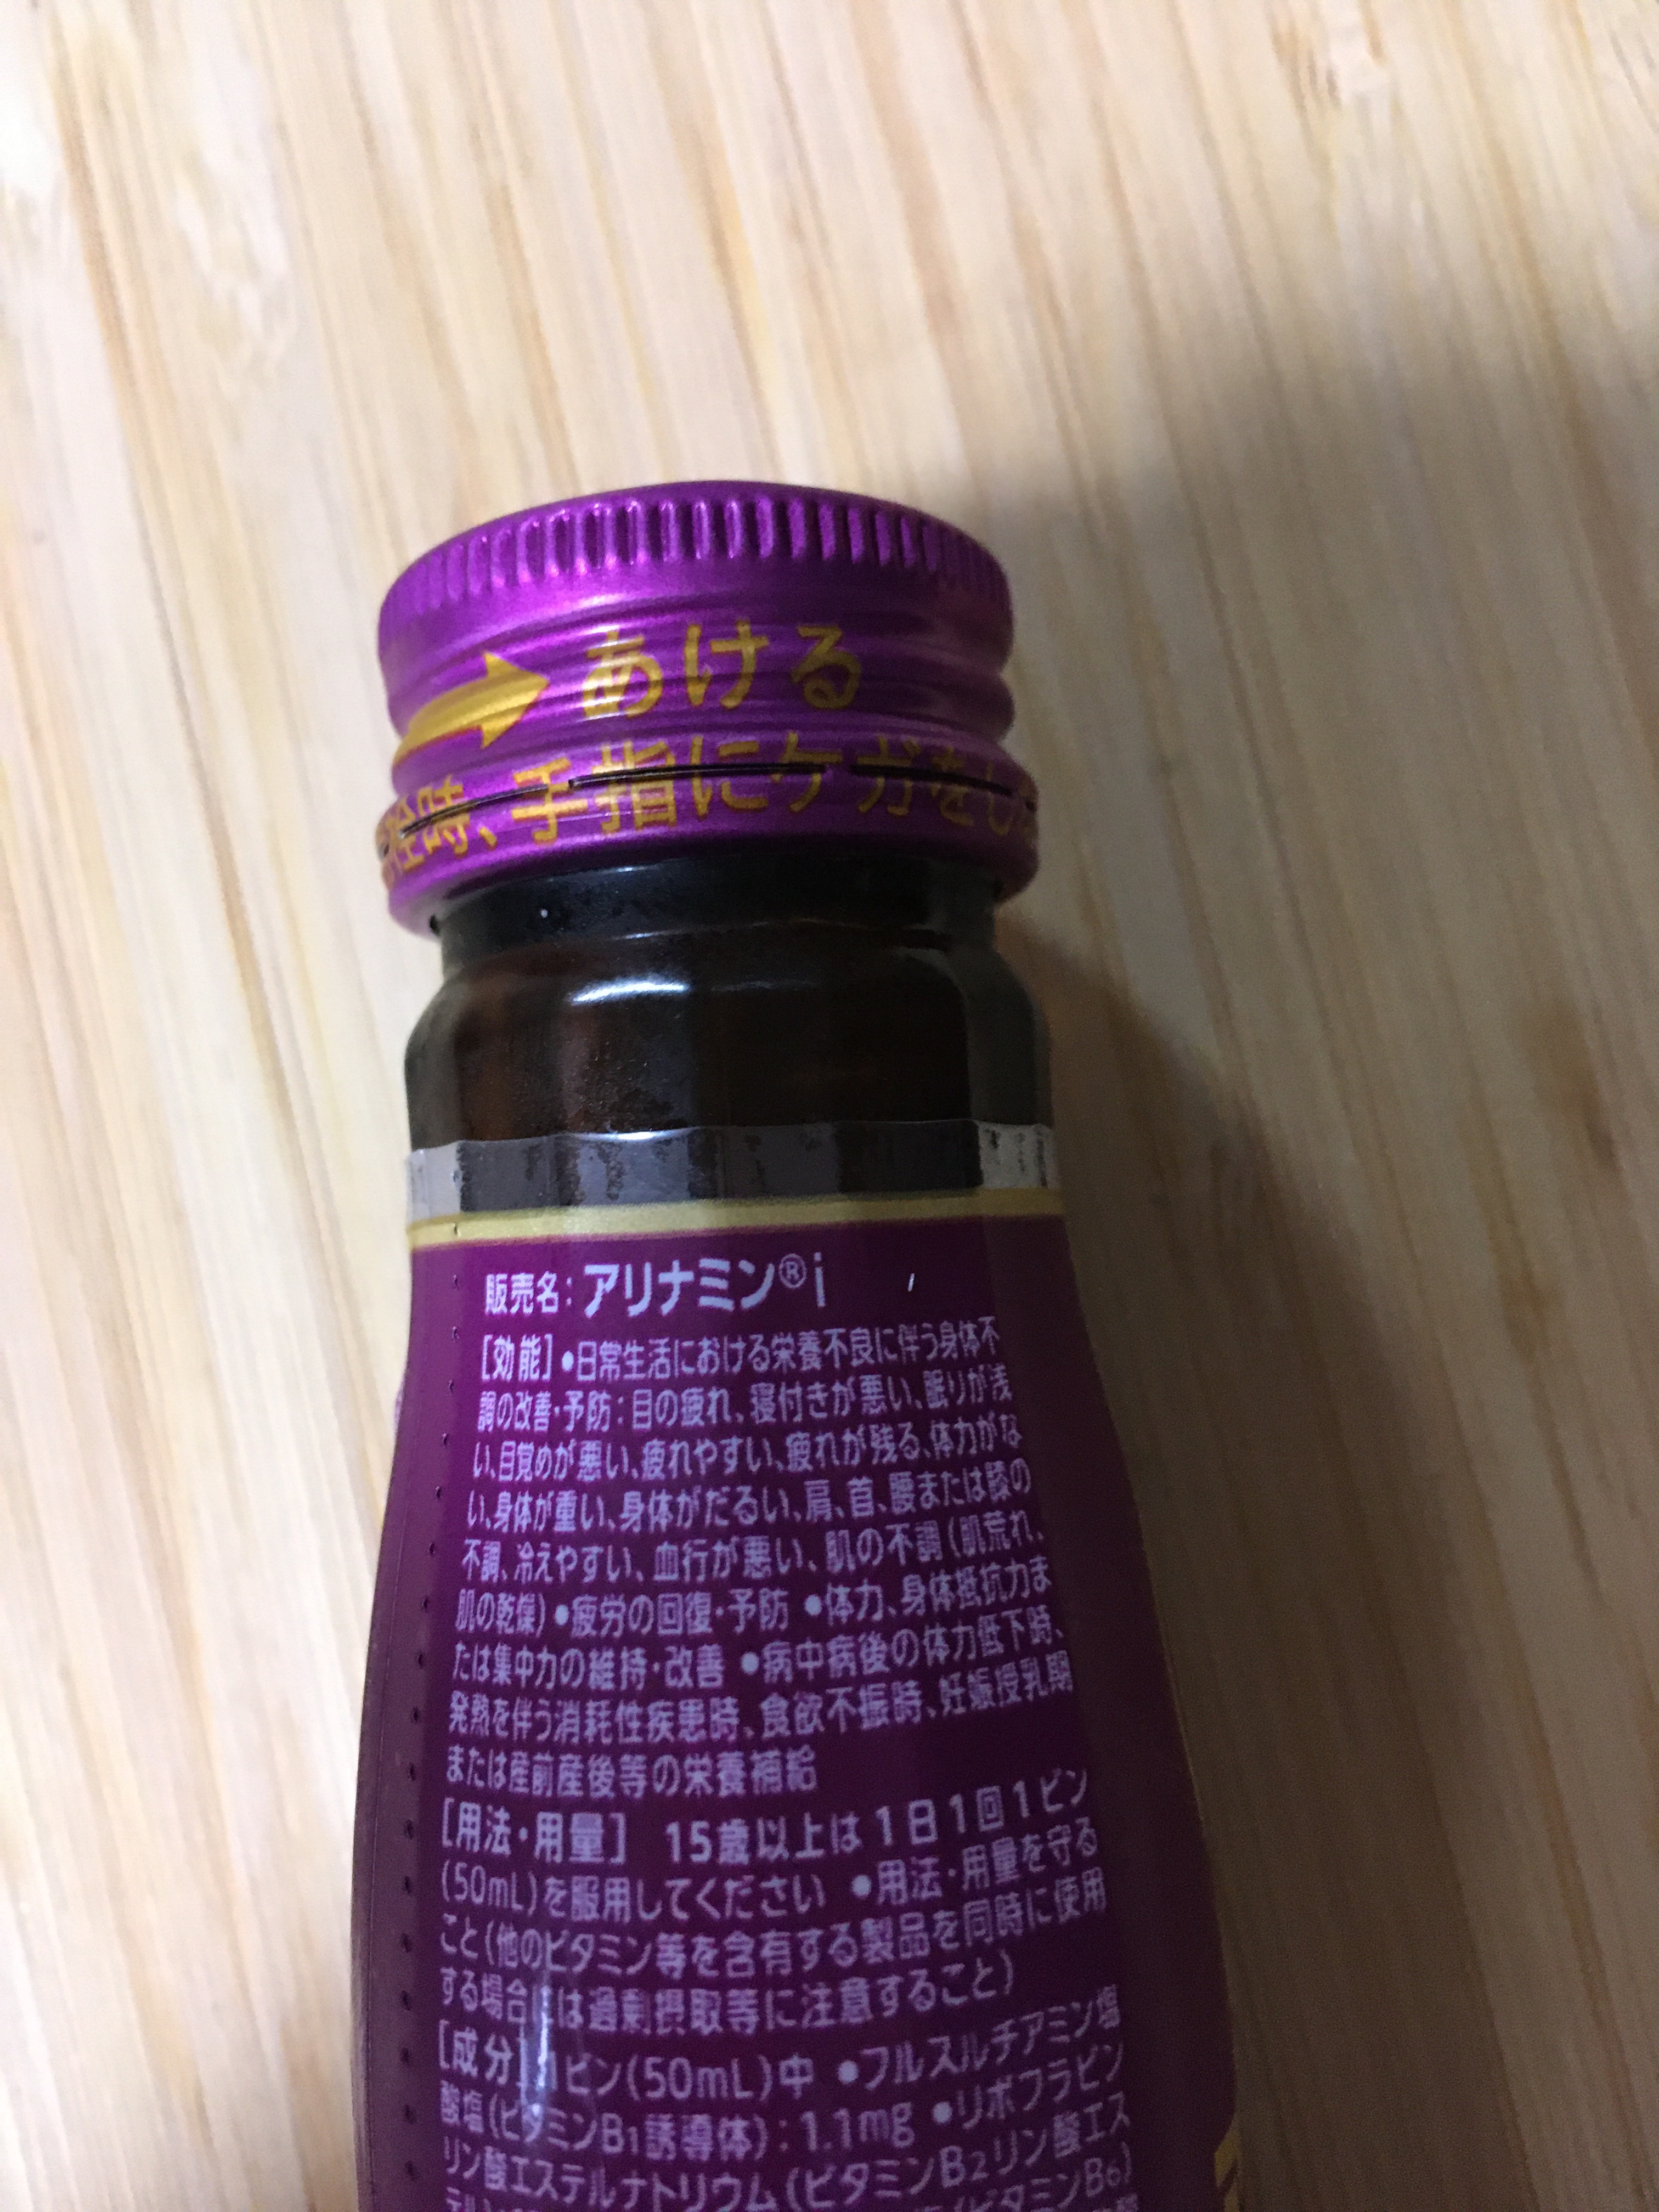 あける
栓時、手指にケガをし
販売名：アリナミン®i
［効能］●日常生活における栄養不良に伴う身体不
調の改善・予防：目の疲れ、寝付きが悪い、眠りが浅
い、目覚めが悪い、疲れやすい、疲れが残る、体力がな
い、身体が重い、身体がだるい、肩、首、腰または膝の
不調、冷えやすい、血行が悪い、肌の不調（肌荒れ、
肌の乾燥）●疲労の回復・予防 ●体力、身体抵抗力ま
たは集中力の維持・改善 ●病中病後の体力低下時、
発熱を伴う消耗性疾患時、食欲不振時、妊娠授乳期
または産前産後等の栄養補給
［用法・用量］ 15歳以上は1日1回1ビン
(50mL)を服用してください ●用法・用量を守る
こと（他のビタミン等を含有する製品を同時に使用
する場合には過剰摂取等に注意すること）
［成分］1ビン(50mL)中 ●フルスルチアミン塩
酸塩（ビタミンB1誘導体）：1.1mg ●リボフラビン
リン酸エステルナトリウム（ビタミンB2リン酸エス
ビタミンB6）